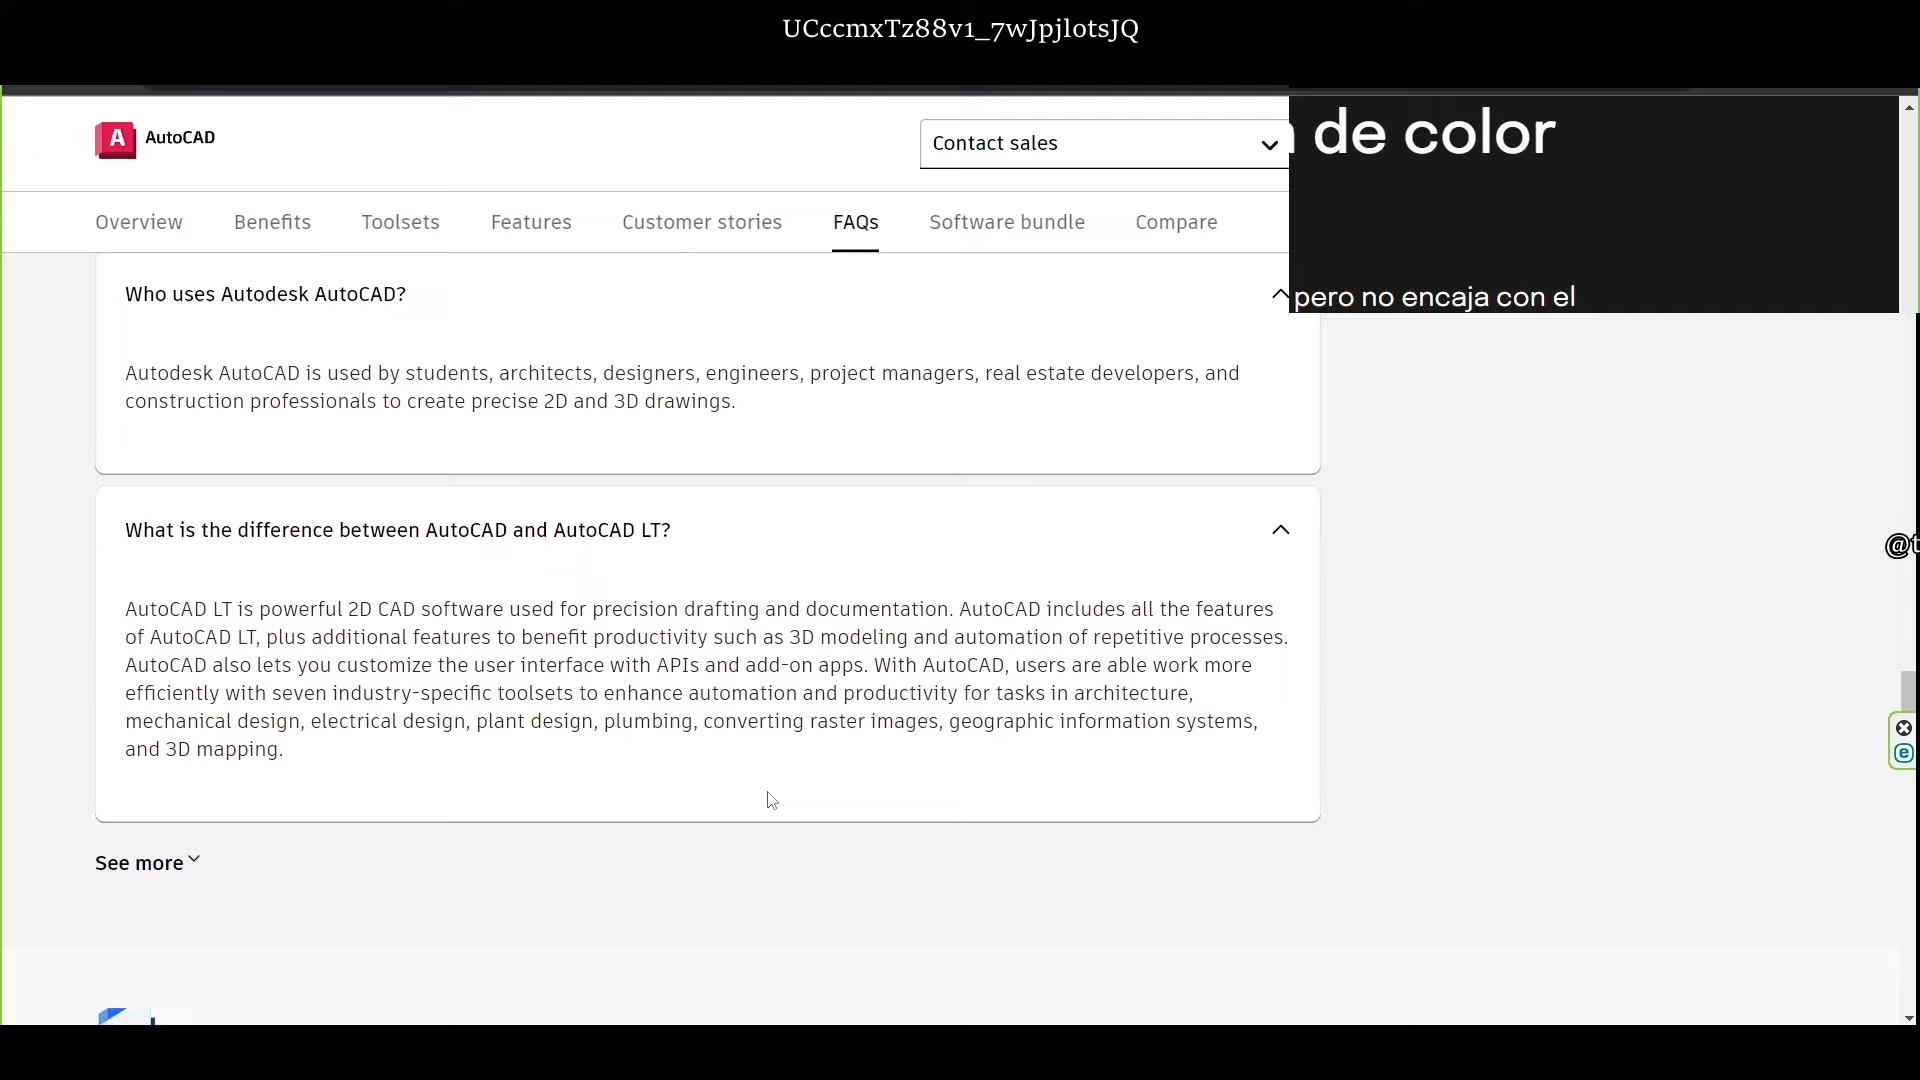 UCccmxTz88v1_7wJpjlotsJQ
A AutoCAD
Contact sales
de color
Overview Benefits Toolsets Features Customer stories FAQs Software bundle Compare
Who uses Autodesk AutoCAD?
pero no encaja con el
Autodesk AutoCAD is used by students, architects, designers, engineers, project managers, real estate developers, and
construction professionals to create precise 2D and 3D drawings.
What is the difference between AutoCAD and AutoCAD LT?
@t
AutoCAD LT is powerful 2D CAD software used for precision drafting and documentation. AutoCAD includes all the features
of AutoCAD LT, plus additional features to benefit productivity such as 3D modeling and automation of repetitive processes.
AutoCAD also lets you customize the user interface with APIs and add-on apps. With AutoCAD, users are able work more
efficiently with seven industry-specific toolsets to enhance automation and productivity for tasks in architecture,
mechanical design, electrical design, plant design, plumbing, converting raster images, geographic information systems,
and 3D mapping.
See more